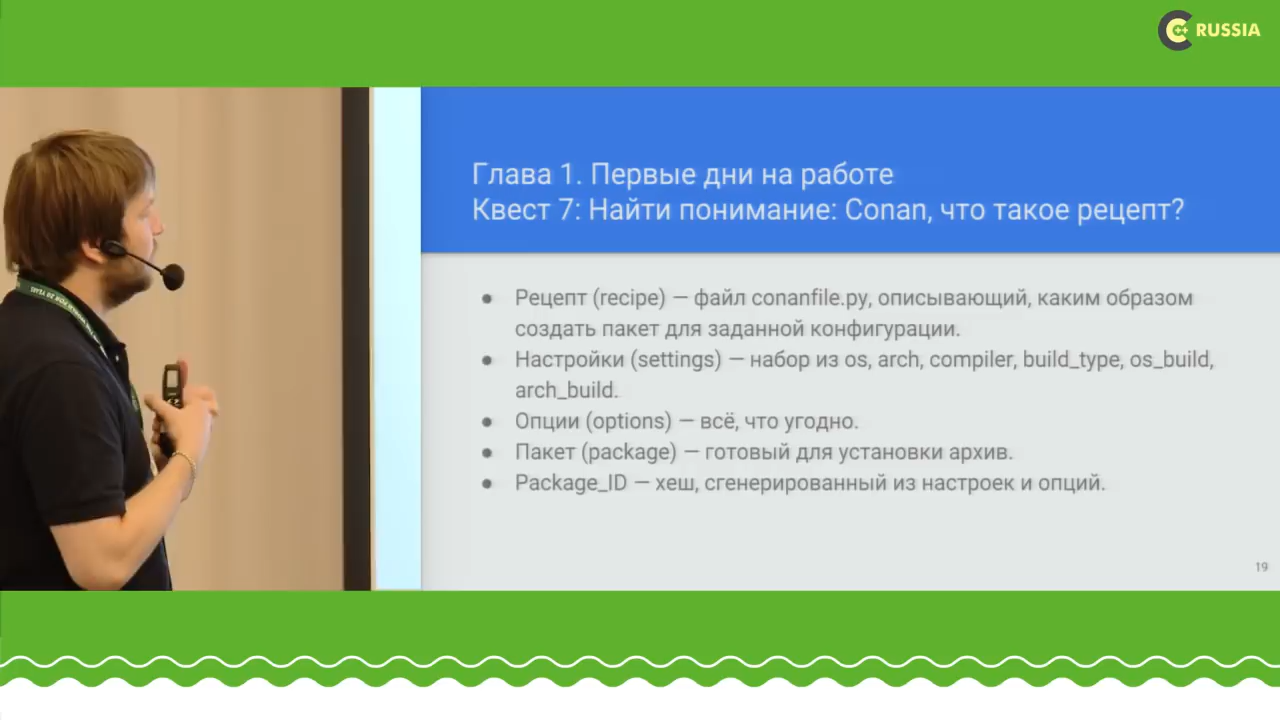 C++ RUSSIA
Глава 1. Первые дни на работе
Квест 7: Найти понимание: Conan, что такое рецепт?
● Рецепт (recipe) — файл conanfile.py, описывающий, каким образом
создать пакет для заданной конфигурации.
● Настройки (settings) — набор из os, arch, compiler, build_type, os_build,
arch_build.
● Опции (options) — всё, что угодно.
● Пакет (package) — готовый для установки архив.
● Package_ID — хеш, сгенерированный из настроек и опций.
19